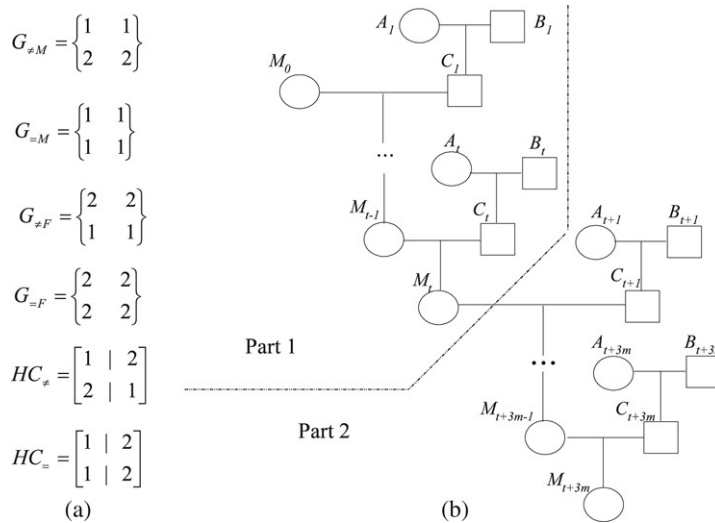 G≠M = {1 1
2 2}
G=M = {1 1
1 1}
G≠F = {2 2
1 1}
G=F = {2 2
2 2}
HC≠ = [1 | 2
2 | 1]
HC= = [1 | 2
1 | 2]
(a)
A1 B1
M0 C1
...
At Bt
Mt-1 Ct
At+1 Bt+1
Mt Ct+1
Part 1
...
At+3m Bt+3
Part 2
Mt+3m-1 Ct+3m
Mt+3m
(b)